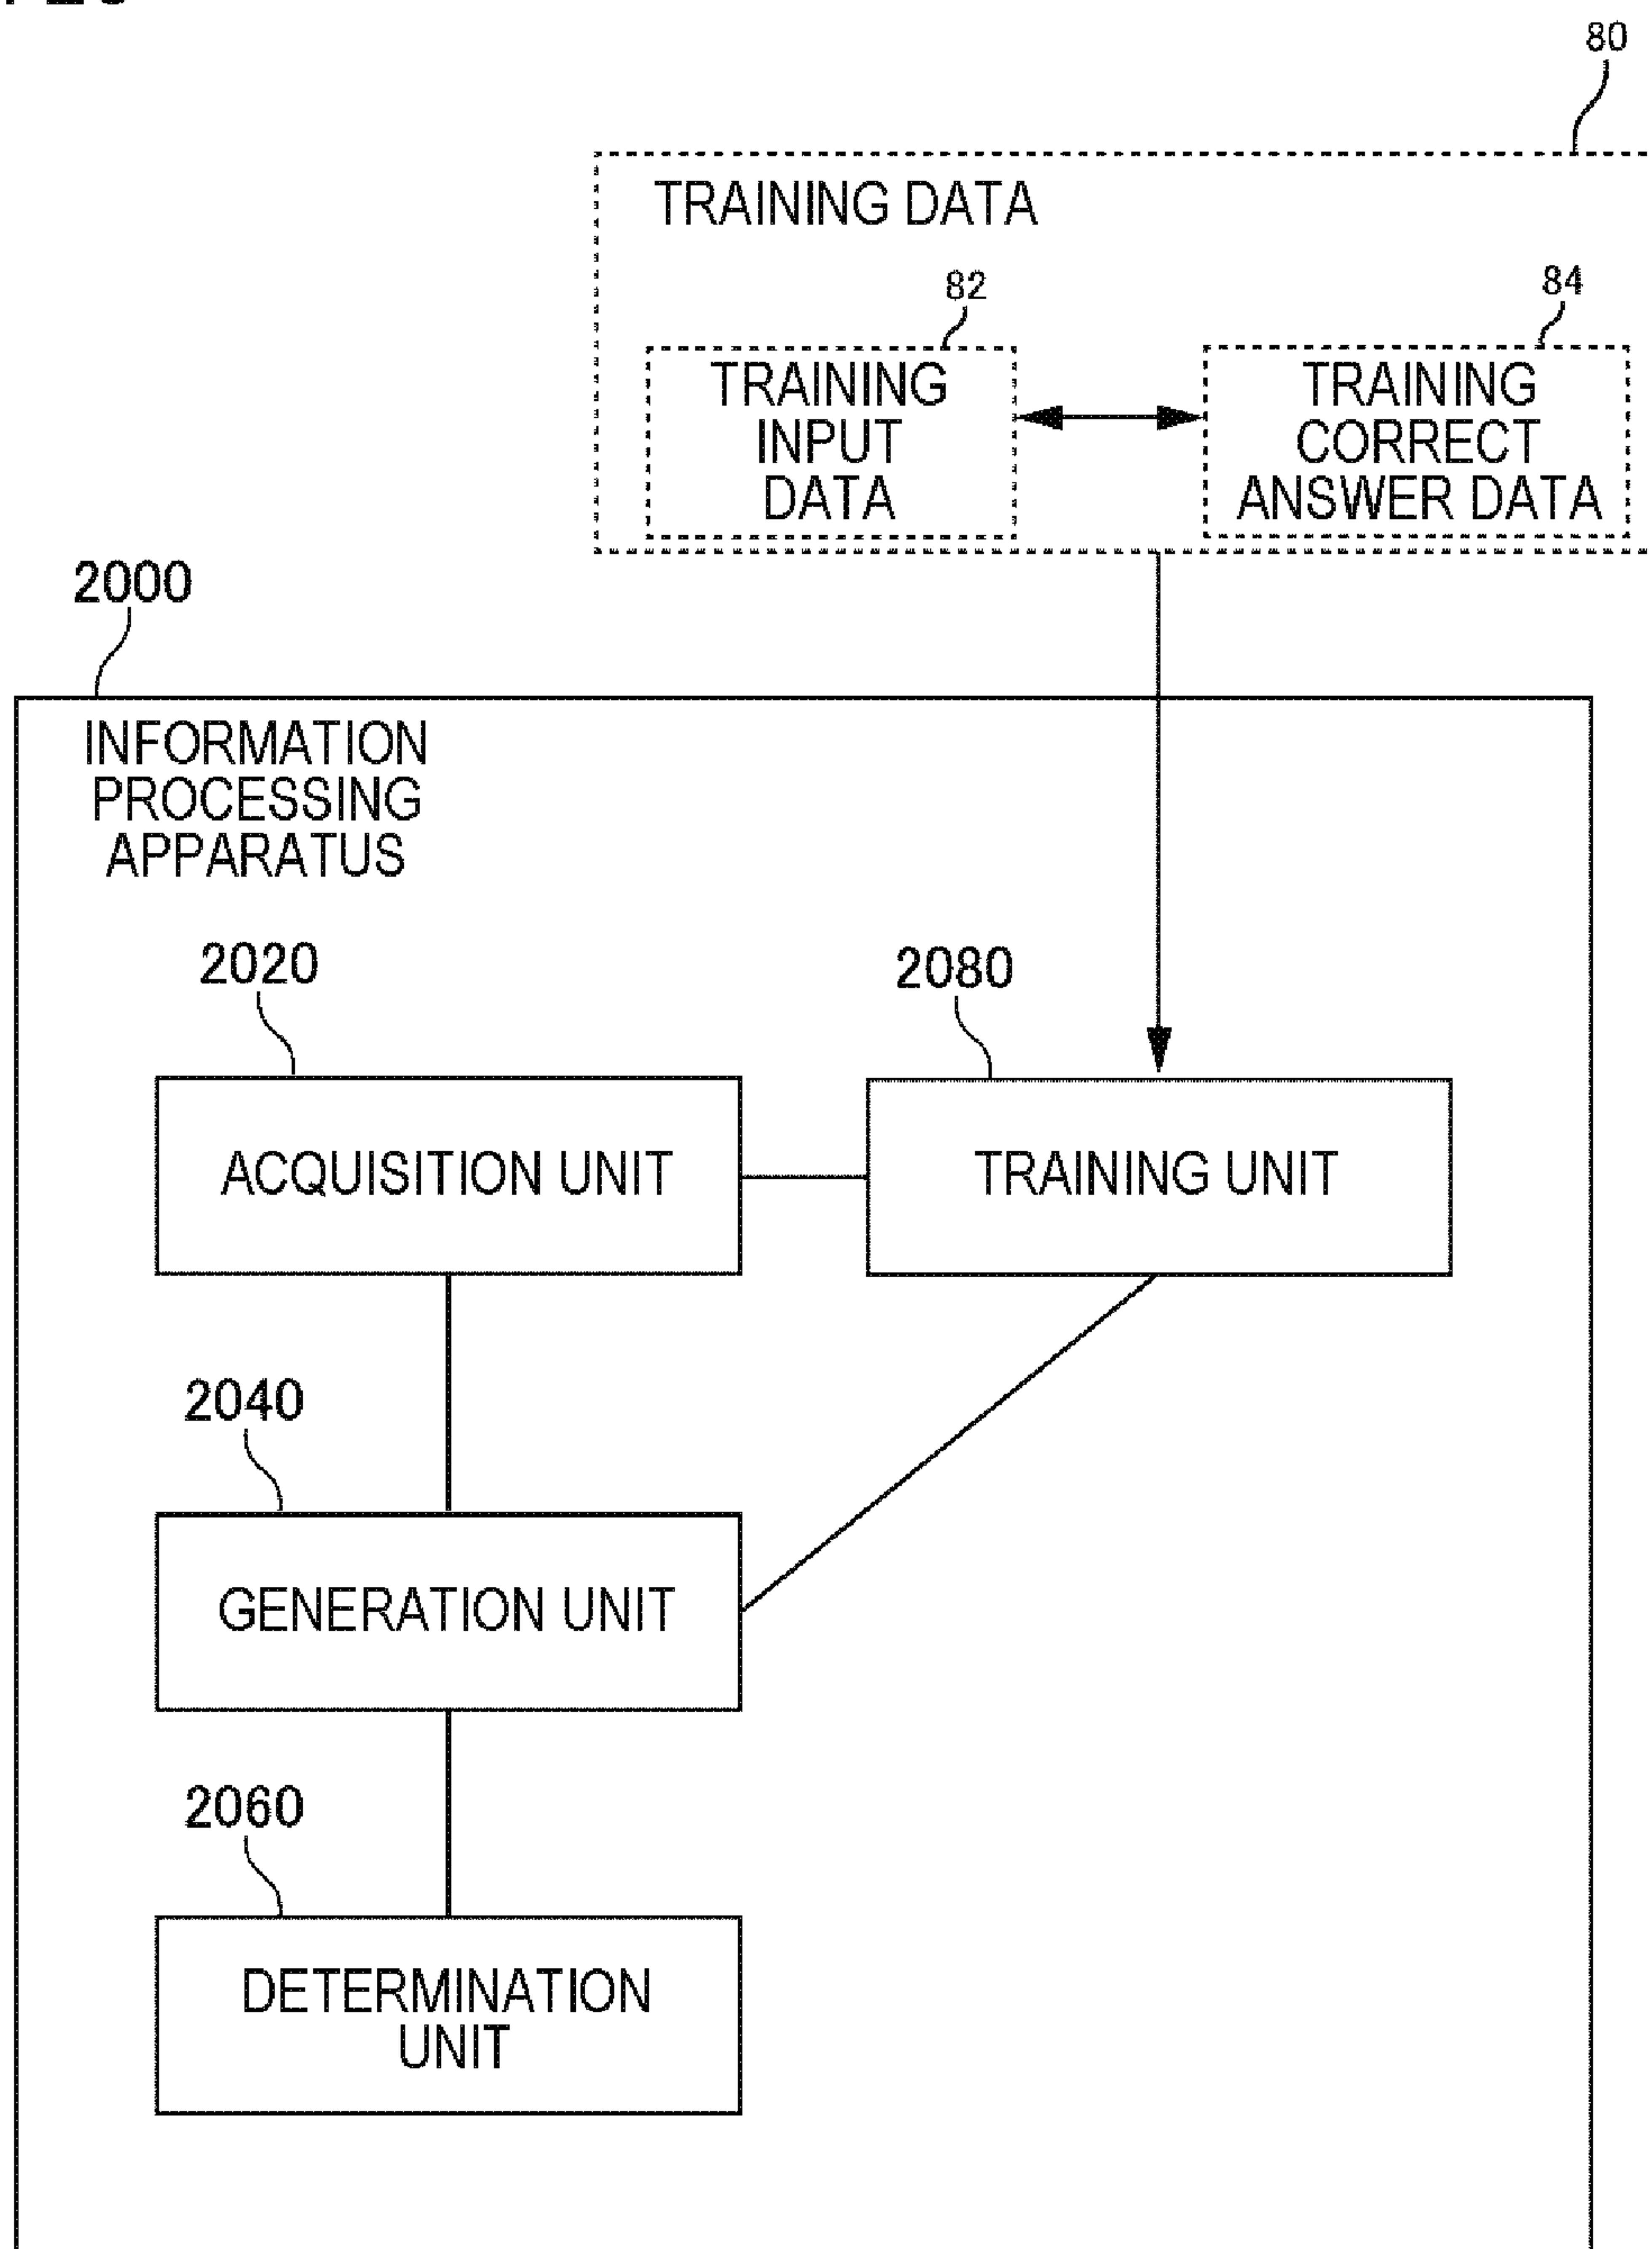 80
TRAINING DATA
82
84
TRAINING
INPUT
DATA
TRAINING
CORRECT
ANSWER DATA
2000
INFORMATION
PROCESSING
APPARATUS
2020
2080
ACQUISITION UNIT
TRAINING UNIT
2040
GENERATION UNIT
2060
DETERMINATION
UNIT